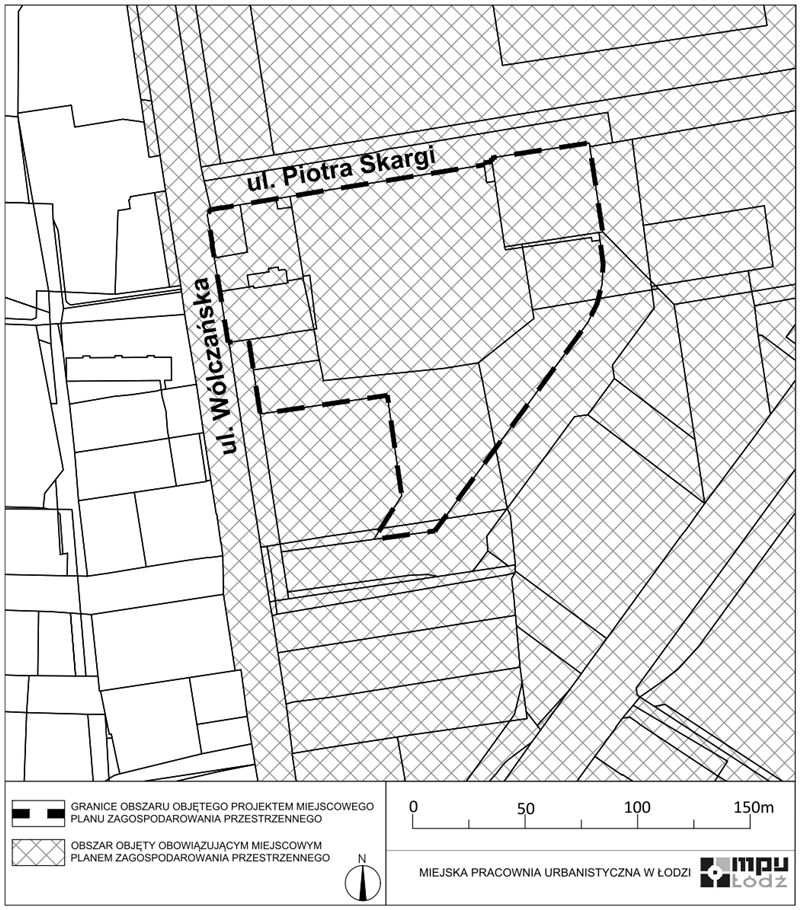 ul. Piotra Skargi
ul. Wólczańska
GRANICE OBSZARU OBJĘTEGO PROJEKTEM MIEJSCOWEGO
PLANU ZAGOSPODAROWANIA PRZESTRZENNEGO
OBSZAR OBJĘTY OBOWIĄZUJĄCYM MIEJSCOWYM
PLANEM ZAGOSPODAROWANIA PRZESTRZENNEGO
N
0 50 100 150m
MIEJSKA PRACOWNIA URBANISTYCZNA W ŁODZI
mpu
Łódź